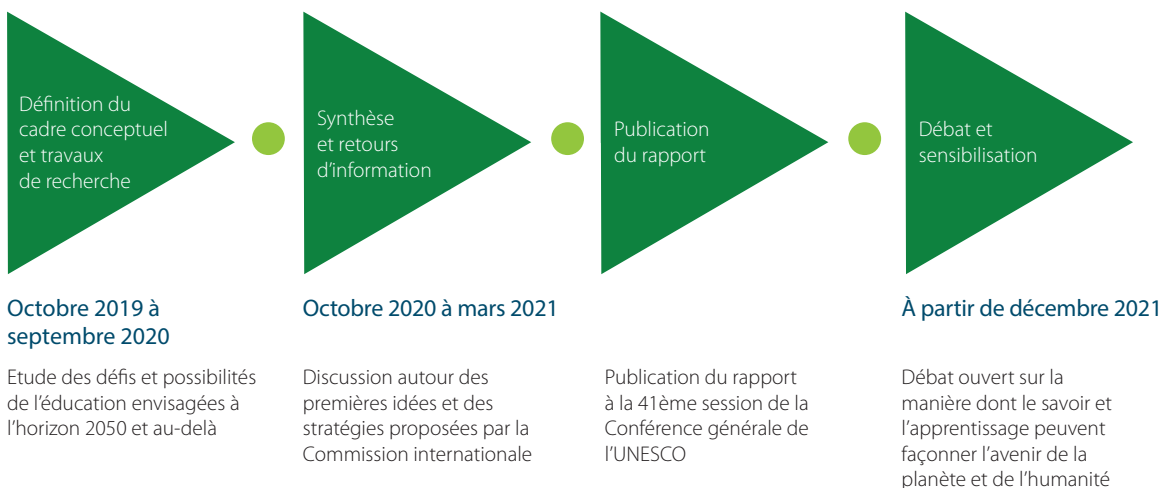 Définition du
cadre conceptuel
et travaux
de recherche
Synthèse
et retours
d'information
Publication
du rapport
Débat et
sensibilisation
Octobre 2019 à
septembre 2020
Etude des défis et possibilités
de l'éducation envisagées à
l'horizon 2050 et au-delà
Octobre 2020 à mars 2021
Discussion autour des
premières idées et des
stratégies proposées par la
Commission internationale
Publication du rapport
à la 41ème session de la
Conférence générale de
l'UNESCO
À partir de décembre 2021
Débat ouvert sur la
manière dont le savoir et
l'apprentissage peuvent
façonner l'avenir de la
planète et de l'humanité